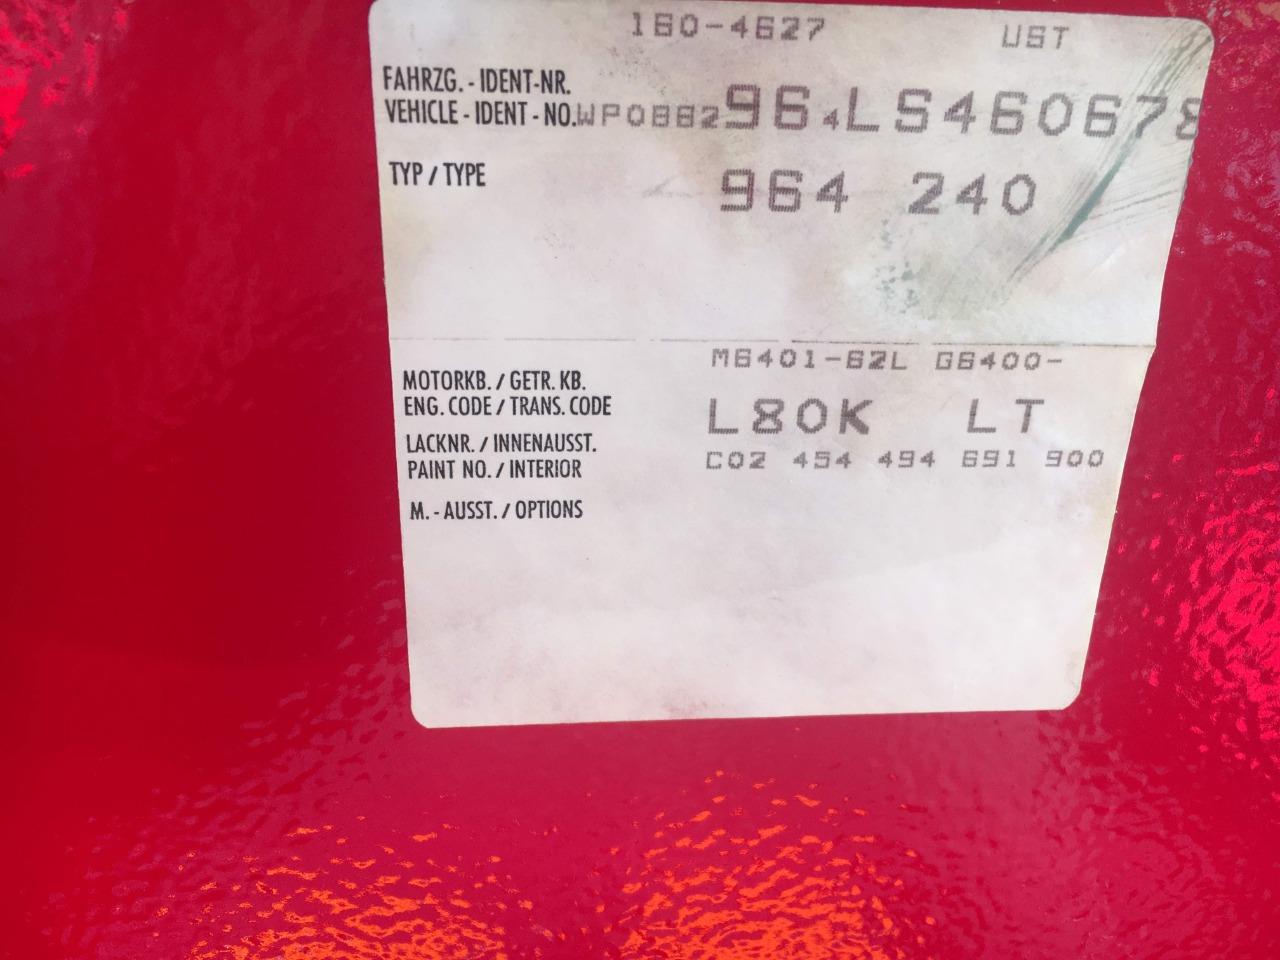 160-4627 UST
FAHRZG. - IDENT-NR.
VEHICLE - IDENT - NO. WP0BB2964LS460678
TYP / TYPE 964 240
M6401-62L G6400-
MOTORKB. / GETR. KB.
ENG. CODE / TRANS. CODE L80K LT
LACKNR. / INNENAUSST.
PAINT NO. / INTERIOR C02 454 494 691 900
M. - AUSST. / OPTIONS